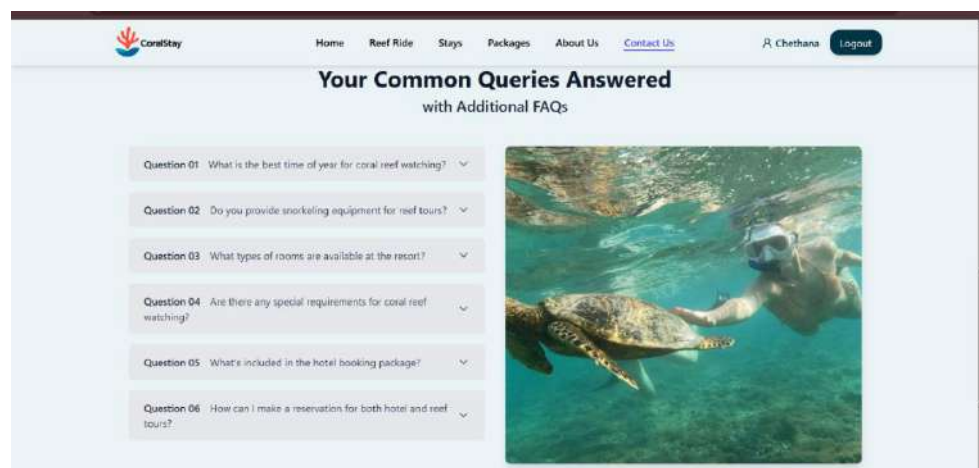 CoralStay
Home Reef Ride Stays Packages About Us Contact Us
Chethana Logout
Your Common Queries Answered
with Additional FAQs
Question 01 What is the best time of year for coral reef watching?
Question 02 Do you provide snorkeling equipment for reef tours?
Question 03 What types of rooms are available at the resort?
Question 04 Are there any special requirements for coral reef
watching?
Question 05 What's included in the hotel booking package?
Question 06 How can I make a reservation for both hotel and reef
tours?